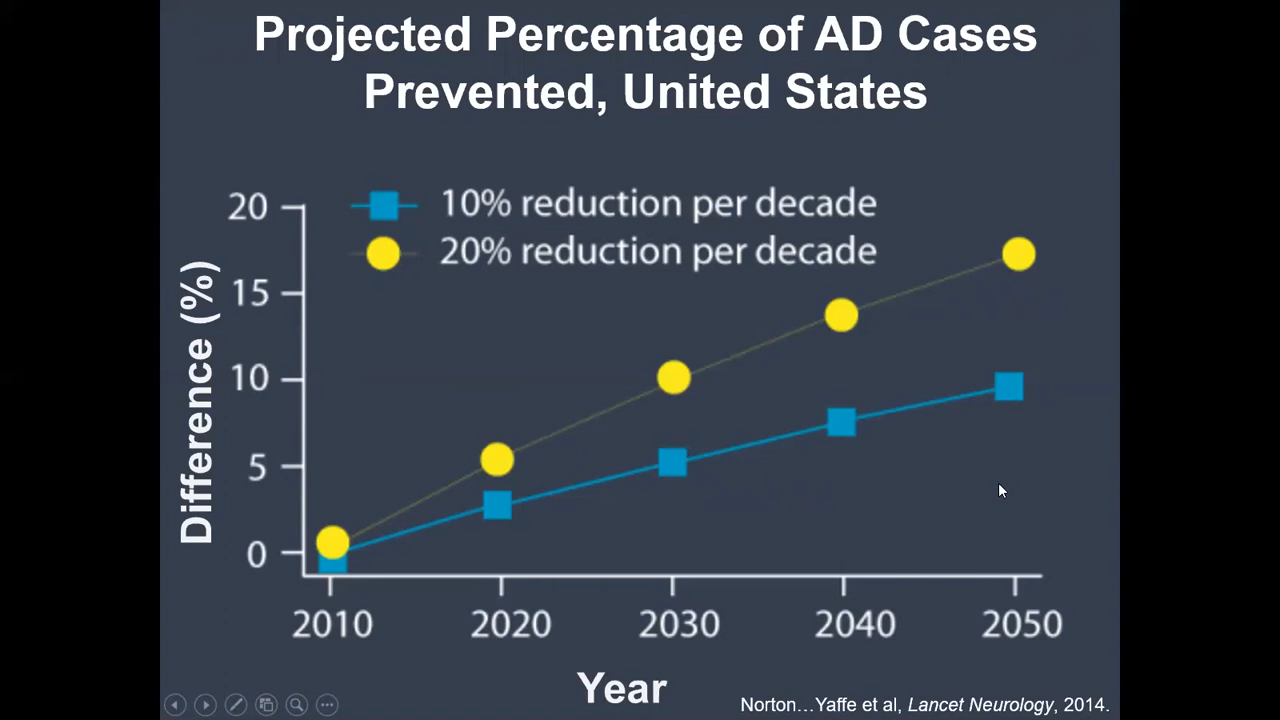 Projected Percentage of AD Cases
Prevented, United States
10% reduction per decade
20% reduction per decade
Difference (%)
20
15
10
5
0
2010 2020 2030 2040 2050
Year
Norton…Yaffe et al, Lancet Neurology, 2014.